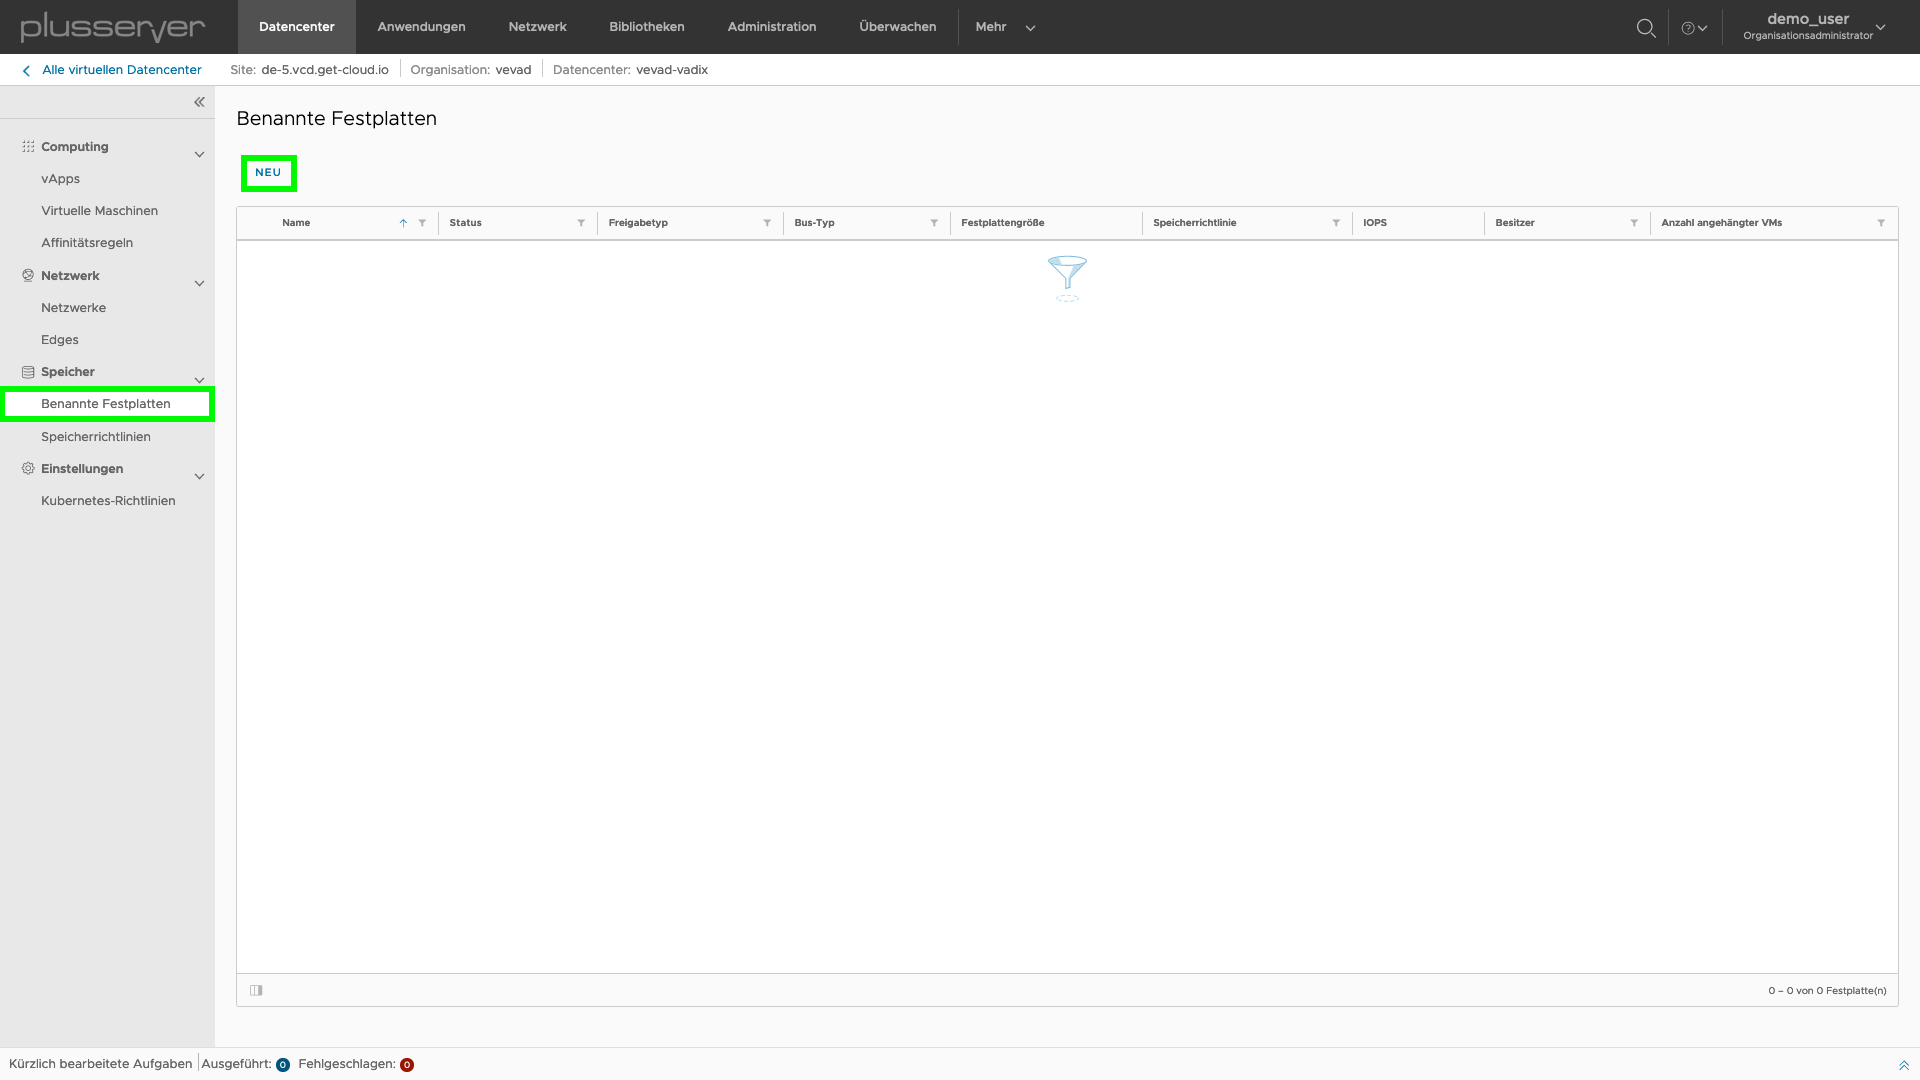 plusserver
Datencenter Anwendungen Netzwerk Bibliotheken Administration Überwachen Mehr
demo_user
Organisationsadministrator
Alle virtuellen Datencenter Site: de-5.vcd.get-cloud.io Organisation: vevad Datencenter: vevad-vadix
Computing
vApps
Virtuelle Maschinen
Affinitätsregeln
Netzwerk
Netzwerke
Edges
Speicher
Benannte Festplatten
Speicherrichtlinien
Einstellungen
Kubernetes-Richtlinien
Benannte Festplatten
NEU
Name Status Freigabetyp Bus-Typ Festplattengröße Speicherrichtlinie IOPS Besitzer Anzahl angehängter VMs
0 – 0 von 0 Festplatte(n)
Kürzlich bearbeitete Aufgaben Ausgeführt: 0 Fehlgeschlagen: 0